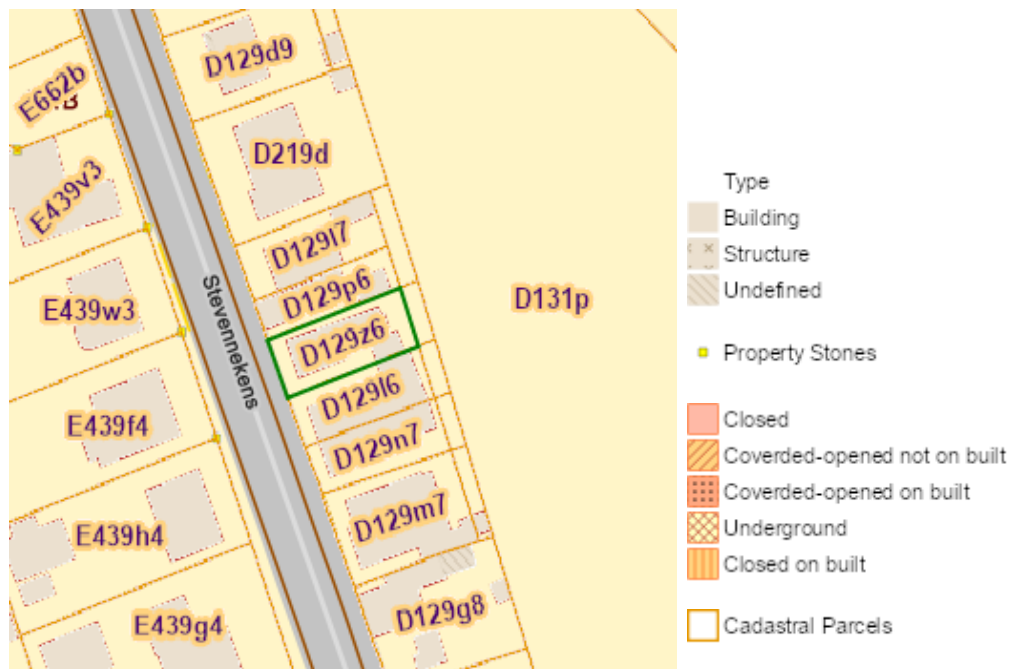 D129d9
E662b
D219d
E439v3
D129l7
D129p6
E439w3
D131p
Stevennekens
D129z6
D129l6
E439f4
D129n7
D129m7
E439h4
D129g8
E439g4
Type
Building
Structure
Undefined
Property Stones
Closed
Coverded-opened not on built
Coverded-opened on built
Underground
Closed on built
Cadastral Parcels